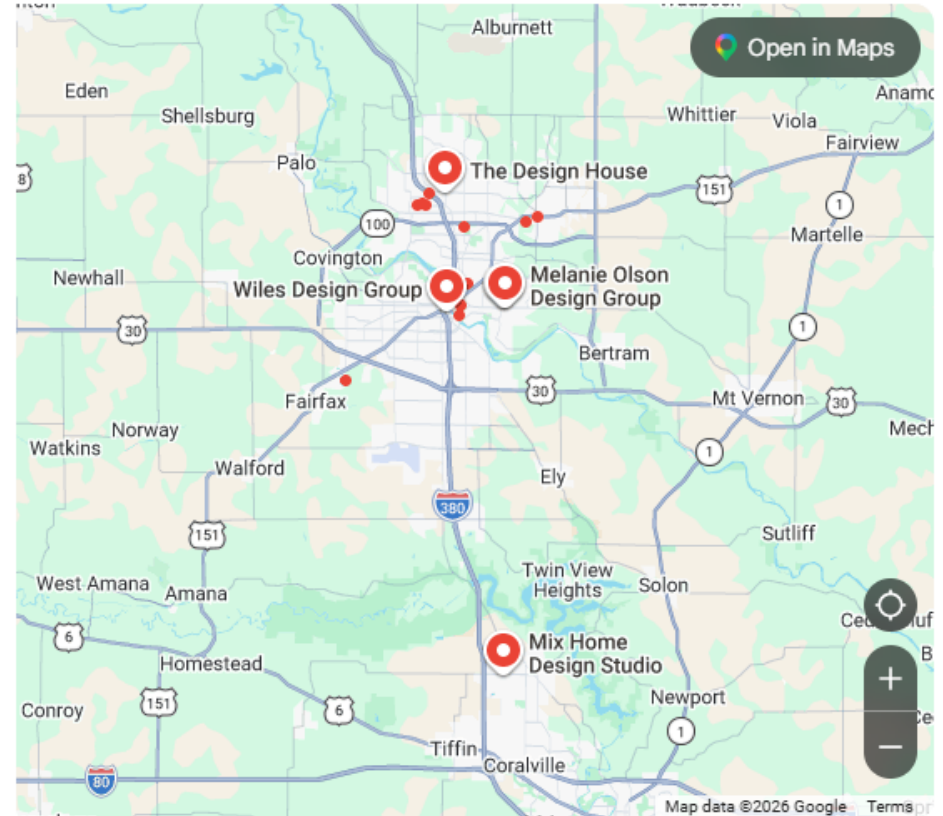 Alburnett
Open in Maps
Eden
Shellsburg
Whittier
Viola
Fairview
Palo
The Design House
151
1
100
Martelle
Covington
Newhall
Wiles Design Group
Melanie Olson
Design Group
30
1
Bertram
Fairfax
30
Mt Vernon
30
Norway
Watkins
1
Walford
Ely
380
151
Sutliff
Twin View
Heights
West Amana
Amana
Solon
6
Mix Home
Design Studio
Homestead
151
Conroy
6
Newport
1
Tiffin
Coralville
80
Map data ©2026 Google
Terms